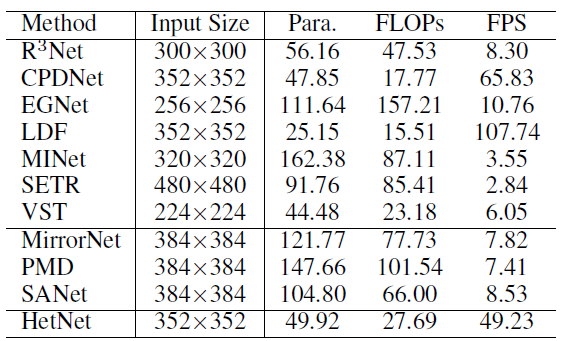 Method Input Size Para. FLOPs FPS
R³Net 300×300 56.16 47.53 8.30
CPDNet 352×352 47.85 17.77 65.83
EGNet 256×256 111.64 157.21 10.76
LDF 352×352 25.15 15.51 107.74
MINet 320×320 162.38 87.11 3.55
SETR 480×480 91.76 85.41 2.84
VST 224×224 44.48 23.18 6.05
MirrorNet 384×384 121.77 77.73 7.82
PMD 384×384 147.66 101.54 7.41
SANet 384×384 104.80 66.00 8.53
HetNet 352×352 49.92 27.69 49.23